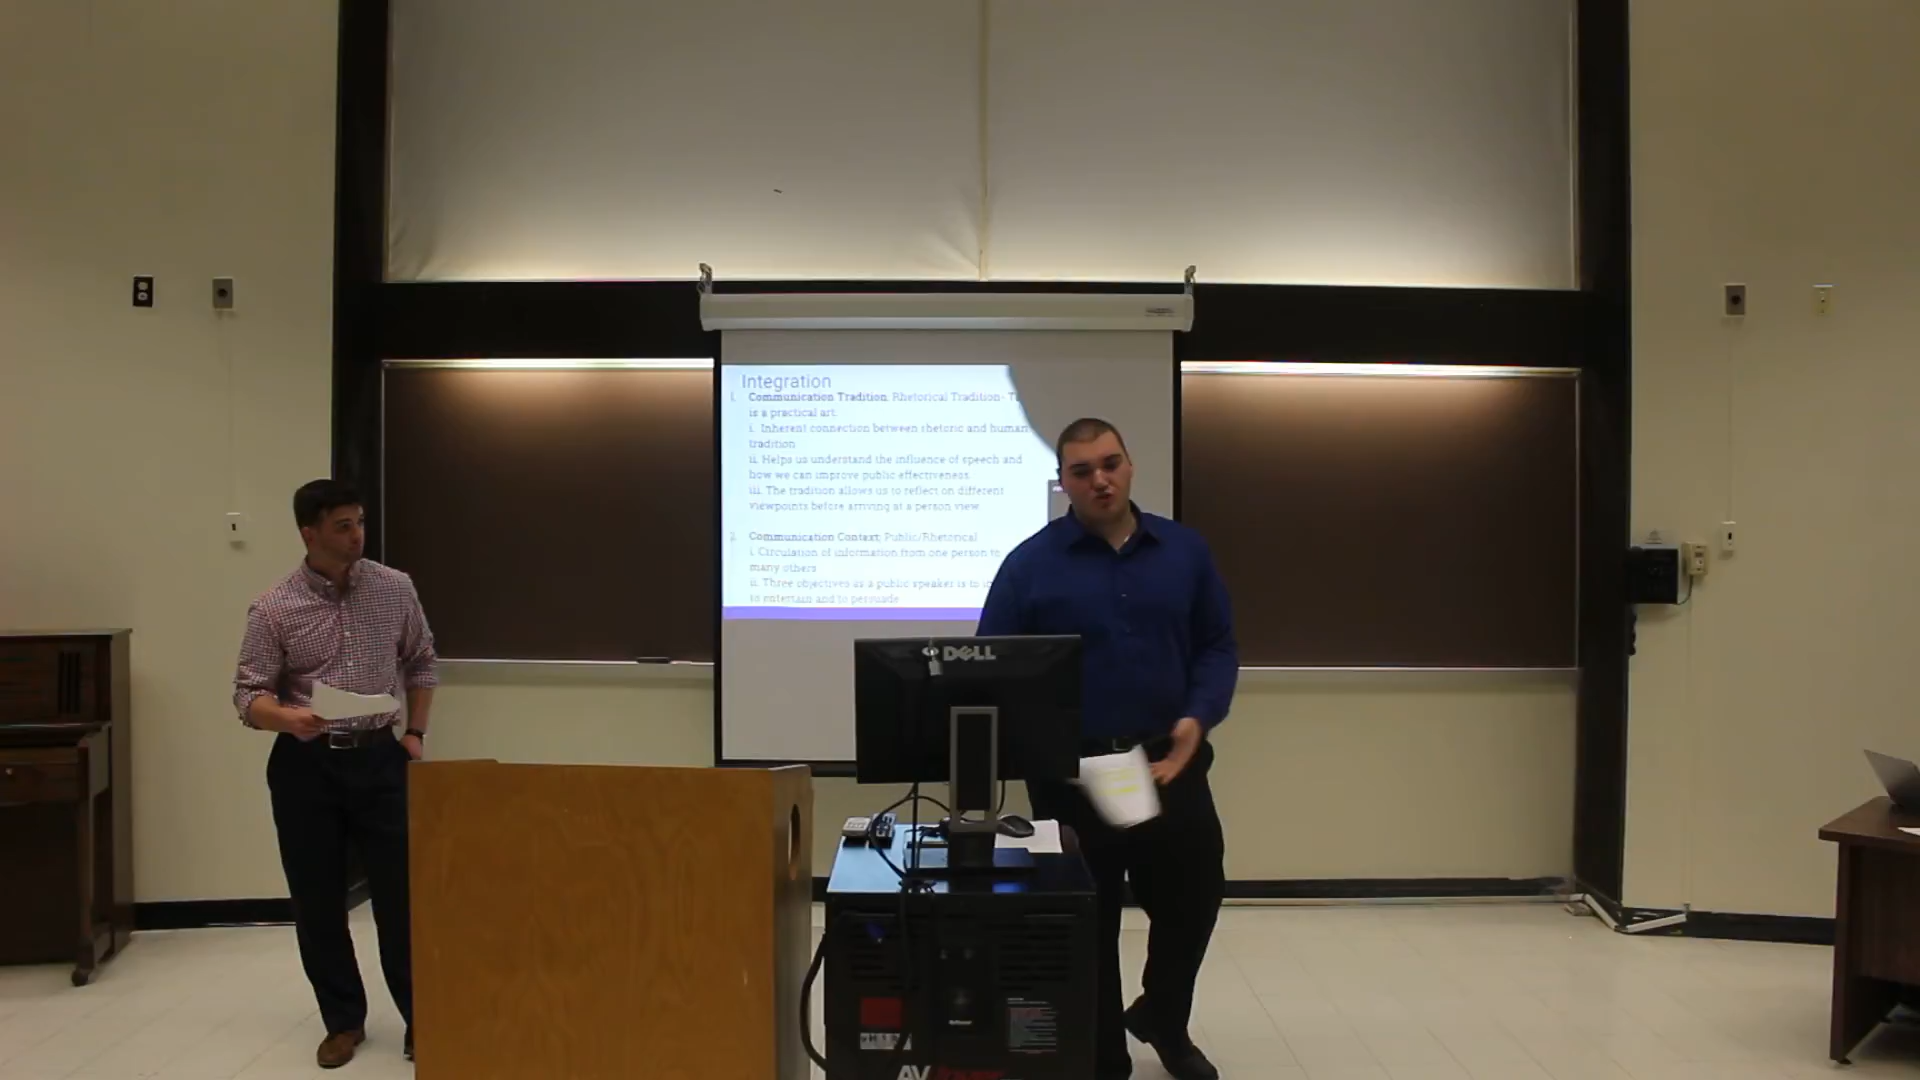 Integration
1. Communication Tradition; Rhetorical Tradition-
is a practical art.
i. Inherent connection between rhetoric and human
tradition
ii. Helps us understand the influence of speech and
how we can improve public effectiveness.
iii. The tradition allows us to reflect on different
viewpoints before arriving at a person view.
2. Communication Context; Public/Rhetorical
i. Circulation of information from one person to
many others
ii. Three objectives as a public speaker is to
to entertain and to persuade
DELL
AV